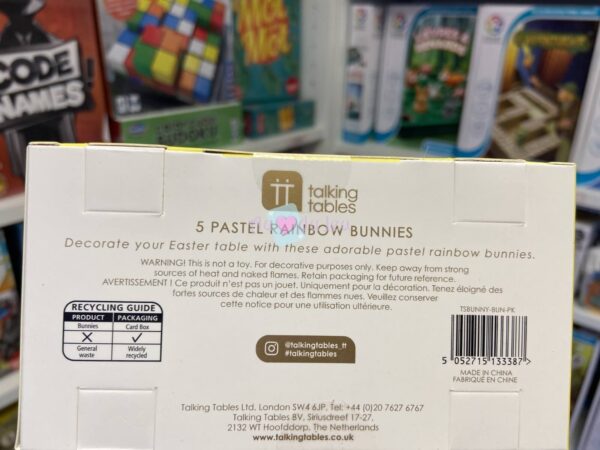 CODE
NAMES!
talking
tables
5 PASTEL RAINBOW BUNNIES
Decorate your Easter table with these adorable pastel rainbow bunnies.
WARNING! This is not a toy. For decorative purposes only. Keep away from strong
sources of heat and naked flames. Retain packaging for future reference.
AVERTISSEMENT ! Ce produit n'est pas un jouet. Uniquement pour la décoration. Tenez éloigné des
fortes sources de chaleur et des flammes nues. Veuillez conserver
cette notice pour une utilisation ultérieure.
RECYCLING GUIDE
PRODUCT PACKAGING
Bunnies Card Box
General Widely
waste recycled
@talkingtables_tt
#talkingtables
TSBUNNY-BUN-PK
5 052715 133387 >
MADE IN CHINA
FABRIQUÉ EN CHINE
Talking Tables Ltd, London SW4 6JP. Tel: +44 (0)20 7627 6767
Talking Tables BV, Siriusdreef 17-27,
2132 WT Hoofddorp, The Netherlands
www.talkingtables.co.uk